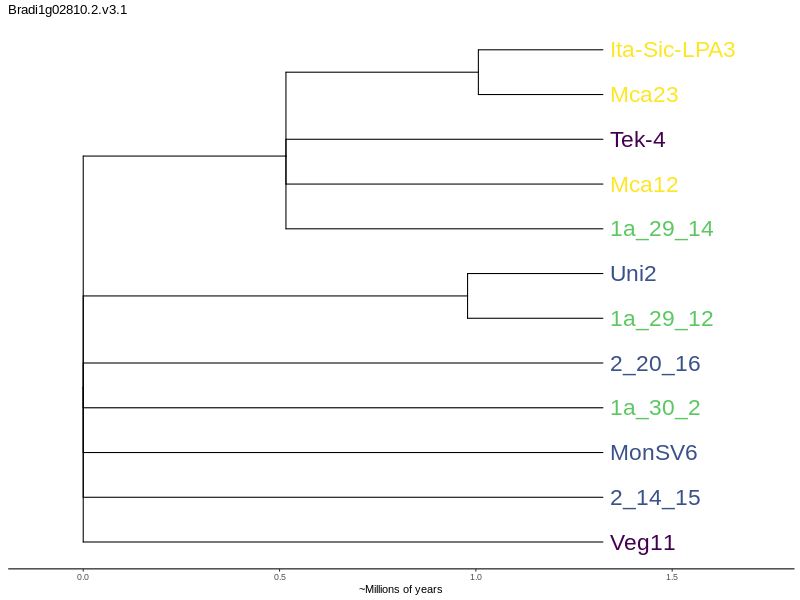 Bradi1g02810.2.v3.1
Ita-Sic-LPA3
Mca23
Tek-4
Mca12
1a_29_14
Uni2
1a_29_12
2_20_16
1a_30_2
MonSV6
2_14_15
Veg11
0.0 0.5 1.0 1.5
~Millions of years